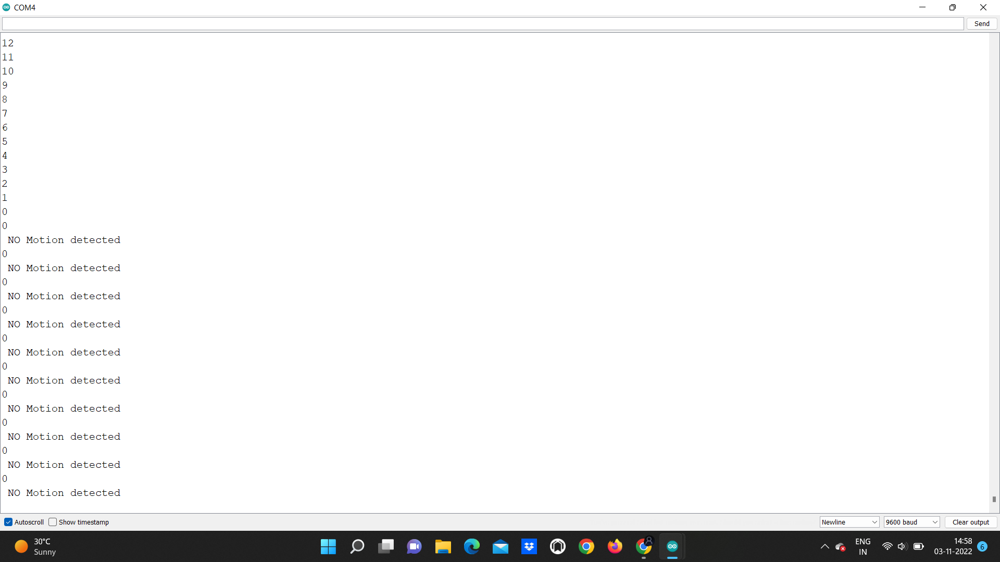 COM4
Send
12
11
10
9
8
7
6
5
4
3
2
1
0
0
NO Motion detected
0
NO Motion detected
0
NO Motion detected
0
NO Motion detected
0
NO Motion detected
0
NO Motion detected
0
NO Motion detected
0
NO Motion detected
0
NO Motion detected
0
NO Motion detected
Autoscroll Show timestamp Newline 9600 baud Clear output
30°C
Sunny
ENG
IN
14:58
03-11-2022
6